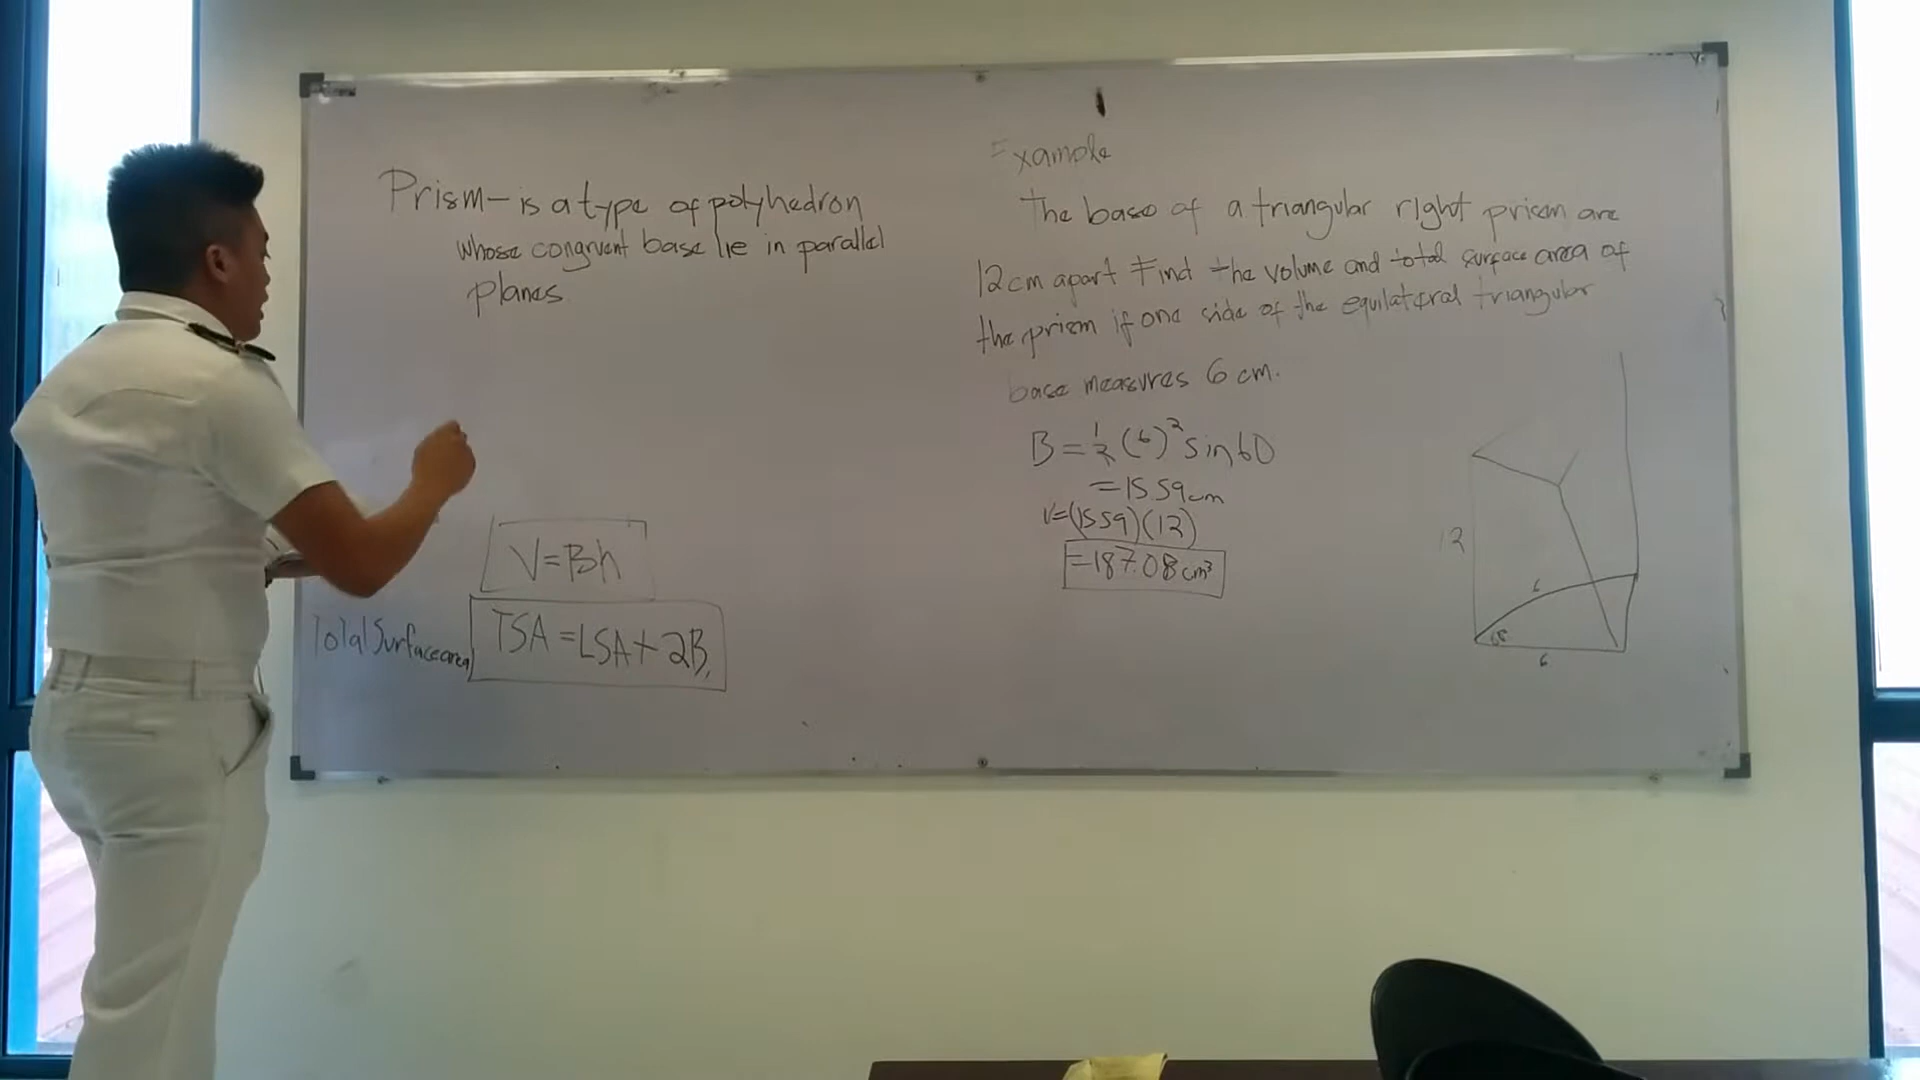 Prism- is a type of polyhedron
whose congruent base lie in parallel
planes
V=Bh
Total Surface area
TSA = LSA + 2B
Example
The base of a triangular right prism are
12cm apart Find the volume and total surface area of
the prism if one side of the equilateral triangular
base measures 6 cm.
B = 1/2 (6)² sin 60
= 15.59cm
V=(15.59)(12)
= 187.08 cm³
12
6
6